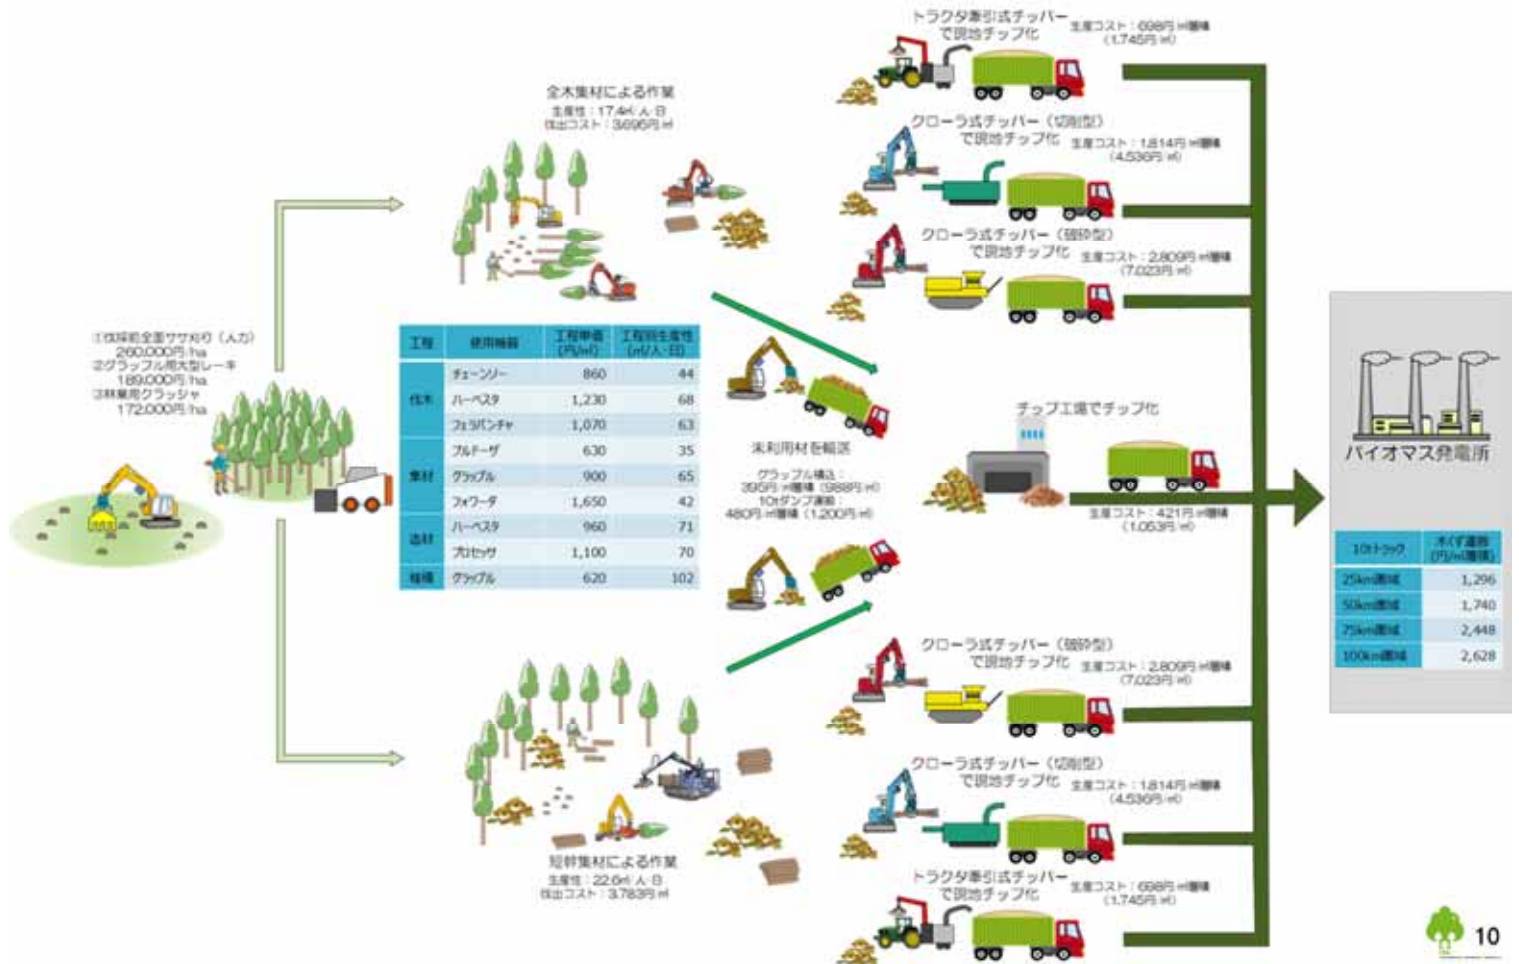 ①伐採前全面ササ刈り（人力）
260,000円/ha
②グラップル用大型レーキ
189,000円/ha
③林業用クラッシャ
172,000円/ha
全木集材による作業
生産性：17.4㎥/人・日
伐出コスト：3,695円/㎥
工程 使用機器 工程単価 工程別生産性
(円/㎥) (㎥/人・日)
伐木 チェーンソー 860 44
ハーベスタ 1,230 68
フェラバンチャ 1,070 63
集材 ブルドーザ 630 35
グラップル 900 65
フォワーダ 1,650 42
造材 ハーベスタ 960 71
プロセッサ 1,100 70
椪積 グラップル 620 102
短幹集材による作業
生産性：22.6㎥/人・日
伐出コスト：3,783円/㎥
未利用材を輸送
グラップル積込：
395円/㎥層積（988円/㎥）
10tダンプ運搬：
480円/㎥層積（1,200円/㎥）
トラクタ牽引式チッパー
で現地チップ化
生産コスト：698円/㎥層積
（1,745円/㎥）
クローラ式チッパー（切削型）
で現地チップ化
生産コスト：1,814円/㎥層積
（4,536円/㎥）
クローラ式チッパー（破砕型）
で現地チップ化
生産コスト：2,809円/㎥層積
（7,023円/㎥）
チップ工場でチップ化
生産コスト：421円/㎥層積
（1,053円/㎥）
クローラ式チッパー（破砕型）
で現地チップ化
生産コスト：2,809円/㎥層積
（7,023円/㎥）
クローラ式チッパー（切削型）
で現地チップ化
生産コスト：1,814円/㎥層積
（4,536円/㎥）
トラクタ牽引式チッパー
で現地チップ化
生産コスト：698円/㎥層積
（1,745円/㎥）
バイオマス発電所
10tトラック 木くず運搬
(円/㎥層積)
25km圏域 1,296
50km圏域 1,740
75km圏域 2,448
100km圏域 2,628
10